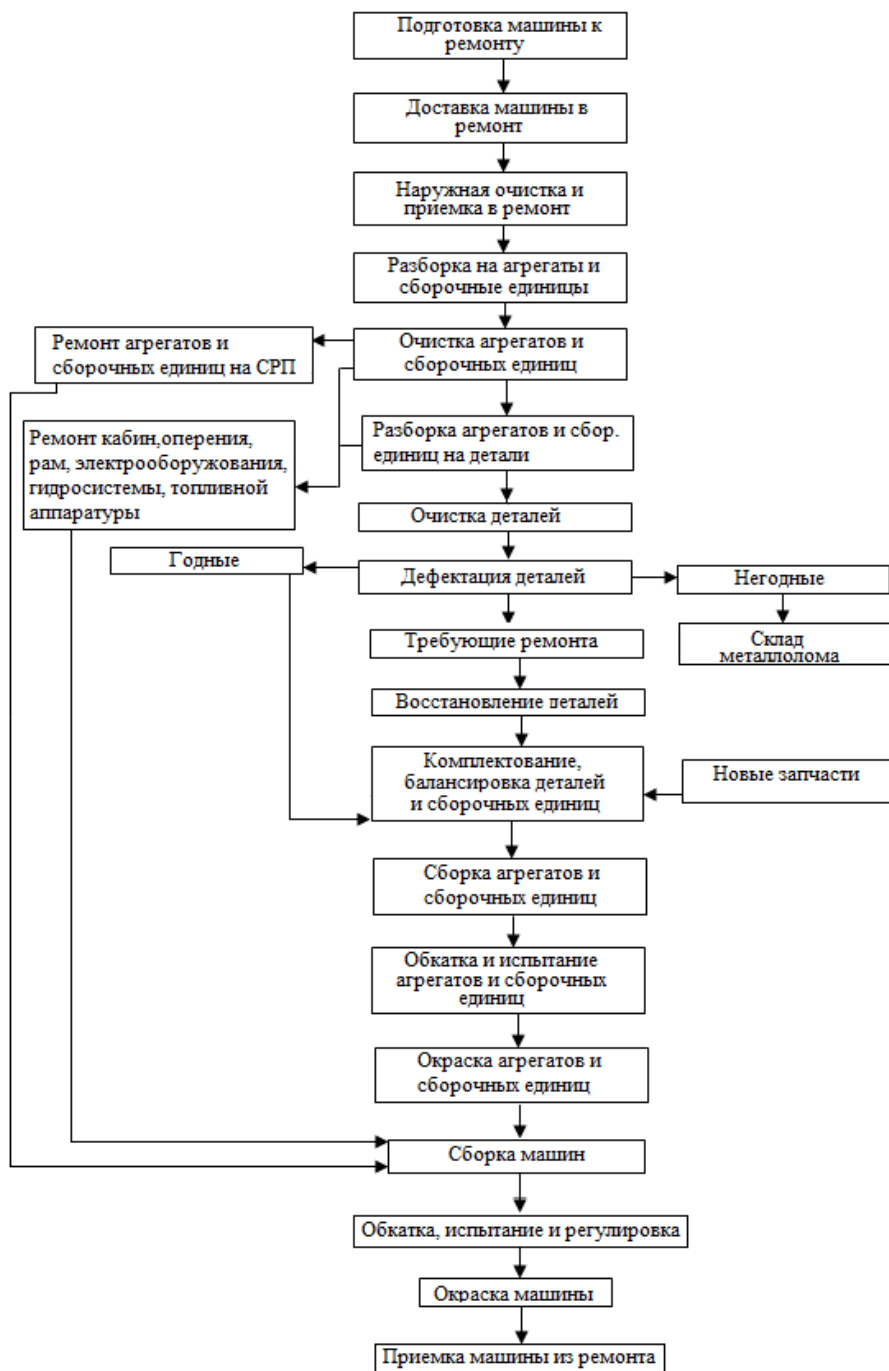 Подготовка машины к
ремонту
Доставка машины в
ремонт
Наружная очистка и
приемка в ремонт
Разборка на агрегаты и
сборочные единицы
Ремонт агрегатов и
сборочных единиц на СРП
Очистка агрегатов и
сборочных единиц
Ремонт кабин,оперения,
рам, электрооборужования,
гидросистемы, топливной
аппаратуры
Разборка агрегатов и сбор.
единиц на детали
Очистка деталей
Годные
Дефектация деталей
Негодные
Требующие ремонта
Склад
металлолома
Восстановление деталей
Комплектование,
балансировка деталей
и сборочных единиц
Новые запчасти
Сборка агрегатов и
сборочных единиц
Обкатка и испытание
агрегатов и сборочных
единиц
Окраска агрегатов и
сборочных единиц
Сборка машин
Обкатка, испытание и регулировка
Окраска машины
Приемка машины из ремонта